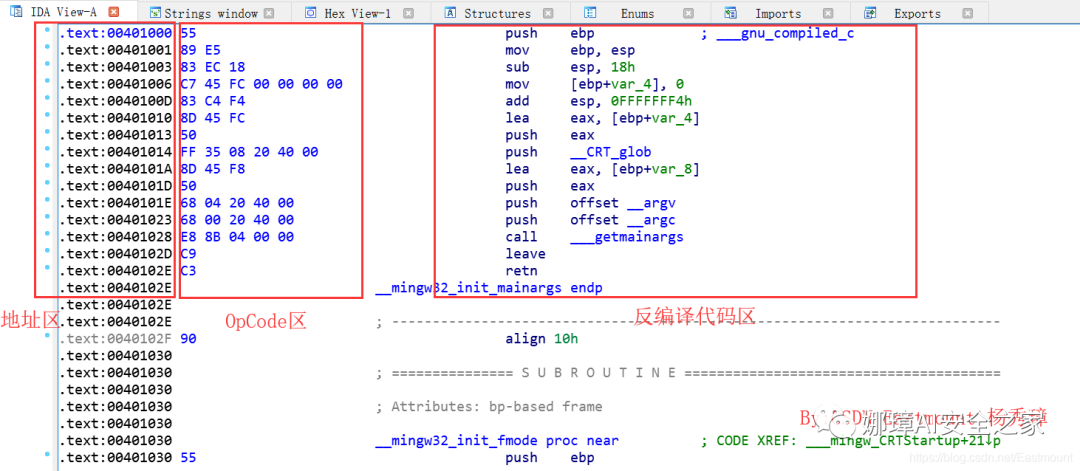 IDA View-A Strings window Hex View-1 Structures Enums Imports Exports
.text:00401000 55 push ebp ; ___gnu_compiled_c
.text:00401001 89 E5 mov ebp, esp
.text:00401003 83 EC 18 sub esp, 18h
.text:00401006 C7 45 FC 00 00 00 00 mov [ebp+var_4], 0
.text:0040100D 83 C4 F4 add esp, 0FFFFFFF4h
.text:00401010 8D 45 FC lea eax, [ebp+var_4]
.text:00401013 50 push eax
.text:00401014 FF 35 08 20 40 00 push __CRT_glob
.text:0040101A 8D 45 F8 lea eax, [ebp+var_8]
.text:0040101D 50 push eax
.text:0040101E 68 04 20 40 00 push offset __argv
.text:00401023 68 00 20 40 00 push offset __argc
.text:00401028 E8 8B 04 00 00 call ___getmainargs
.text:0040102D C9 leave
.text:0040102E C3 retn
.text:0040102E __mingw32_init_mainargs endp
.text:0040102E
地址区 OpCode区 反编译代码区
.text:0040102E ; ---------------------------------------------------------------------------
.text:0040102F 90 align 10h
.text:00401030
.text:00401030 ; =============== S U B R O U T I N E =======================================
.text:00401030
.text:00401030 ; Attributes: bp-based frame
.text:00401030
.text:00401030 __mingw32_init_fmode proc near ; CODE XREF: ___mingw_CRTStartup+21↓p
.text:00401030 55 push ebp
By CSDN Eastmount 杨秀璋
娜璋AI安全之家
https://blog.csdn.net/Eastmount